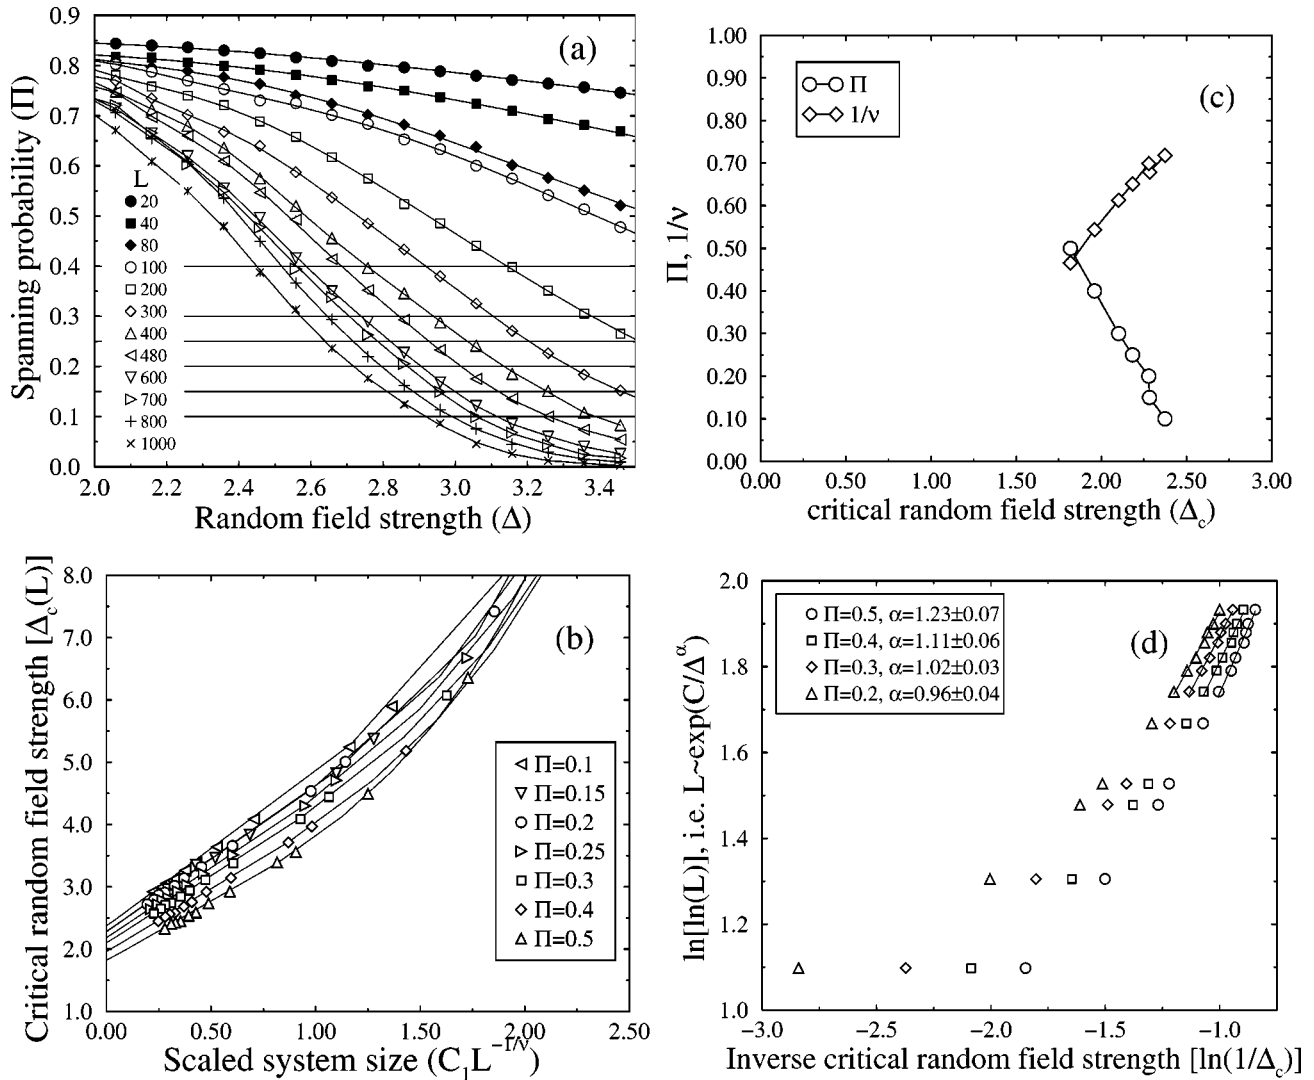 0.9
0.8
0.7
0.6
0.5
0.4
0.3
0.2
0.1
0.0
Spanning probability (Π)
(a)
L
20
40
80
100
200
300
400
480
600
700
800
1000
2.0 2.2 2.4 2.6 2.8 3.0 3.2 3.4
Random field strength (Δ)
1.00
0.90
0.80
0.70
0.60
0.50
0.40
0.30
0.20
0.10
0.00
Π, 1/ν
(c)
Π
1/ν
0.00 0.50 1.00 1.50 2.00 2.50 3.00
critical random field strength (Δc)
8.0
7.0
6.0
5.0
4.0
3.0
2.0
1.0
Critical random field strength [Δc(L)]
(b)
Π=0.1
Π=0.15
Π=0.2
Π=0.25
Π=0.3
Π=0.4
Π=0.5
0.00 0.50 1.00 1.50 2.00 2.50
Scaled system size (C1L−1/ν)
2.0
1.8
1.6
1.4
1.2
1.0
ln[ln(L)], i.e. L~exp(C/Δα)
(d)
Π=0.5, α=1.23±0.07
Π=0.4, α=1.11±0.06
Π=0.3, α=1.02±0.03
Π=0.2, α=0.96±0.04
−3.0 −2.5 −2.0 −1.5 −1.0
Inverse critical random field strength [ln(1/Δc)]